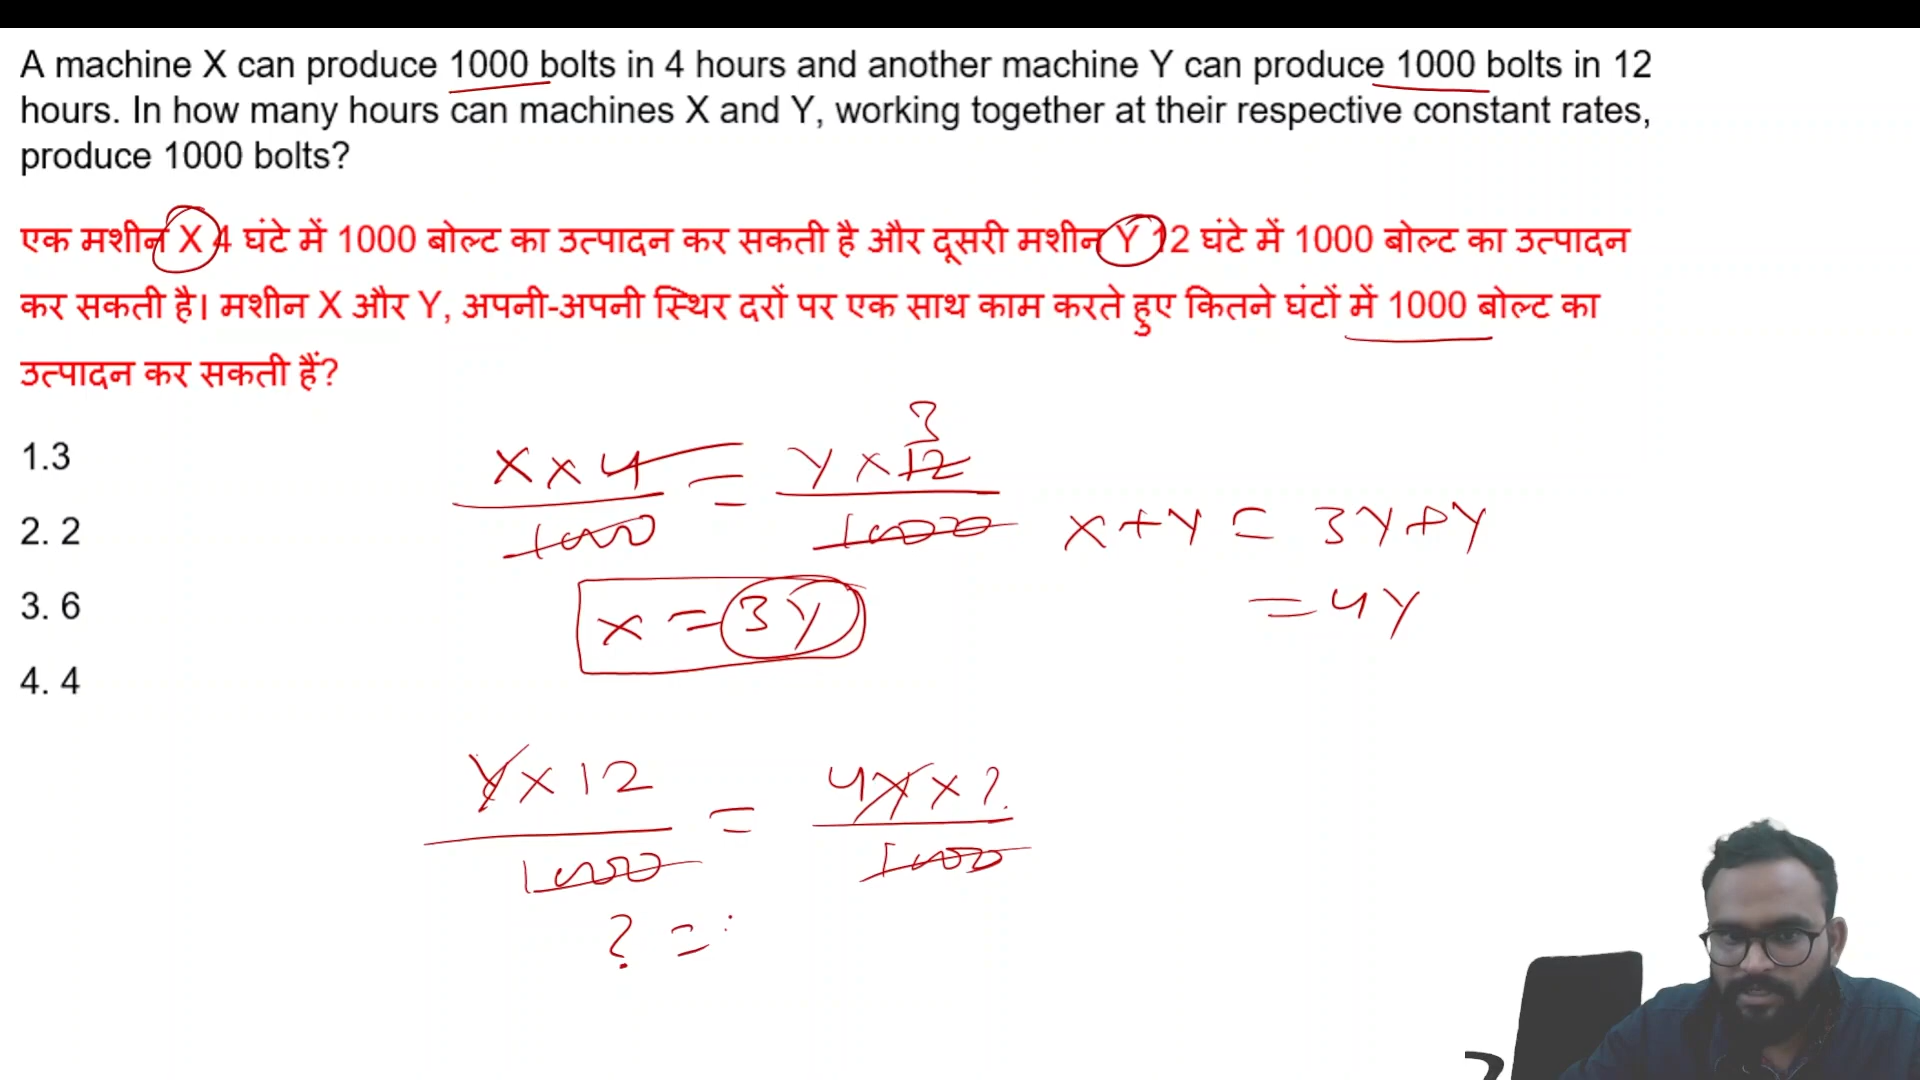 A machine X can produce 1000 bolts in 4 hours and another machine Y can produce 1000 bolts in 12
hours. In how many hours can machines X and Y, working together at their respective constant rates,
produce 1000 bolts?
एक मशीन X 4 घंटे में 1000 बोल्ट का उत्पादन कर सकती है और दूसरी मशीन Y 12 घंटे में 1000 बोल्ट का उत्पादन
कर सकती है। मशीन X और Y, अपनी-अपनी स्थिर दरों पर एक साथ काम करते हुए कितने घंटों में 1000 बोल्ट का
उत्पादन कर सकती हैं?
1.3
2. 2
3. 6
4. 4
3
X × 4 = Y × 12
1000 1000
X + Y = 3Y + Y
= 4Y
x = 3Y
Y × 12 = 4Y × ?
1000 1000
? =